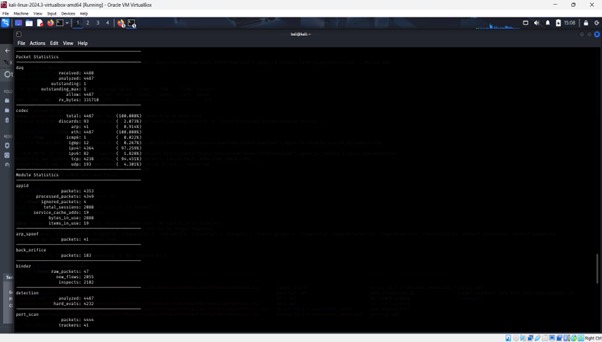 kali-linux-2024.3-virtualbox-amd64 [Running] - Oracle VM VirtualBox
File Machine View Input Devices Help
1 2 3 4
15:08
kali@kali: ~
File Actions Edit View Help
Packet Statistics
daq
received: 4488
analyzed: 4487
outstanding: 1
outstanding_max: 1
allow: 4487
rx_bytes: 331710
codec
total: 4487 (100.000%)
discards: 93 ( 2.073%)
arp: 41 ( 0.914%)
eth: 4487 (100.000%)
icmp6: 1 ( 0.022%)
igmp: 12 ( 0.267%)
ipv4: 4364 ( 97.259%)
ipv6: 82 ( 1.828%)
tcp: 4238 ( 94.451%)
udp: 193 ( 4.301%)
Module Statistics
appid
packets: 4353
processed_packets: 4349
ignored_packets: 4
total_sessions: 2008
service_cache_adds: 19
bytes_in_use: 2888
items_in_use: 19
arp_spoof
packets: 41
back_orifice
packets: 183
binder
raw_packets: 47
new_flows: 2055
inspects: 2102
detection
analyzed: 4487
hard_evals: 4232
port_scan
packets: 4444
trackers: 41
Right Ctrl